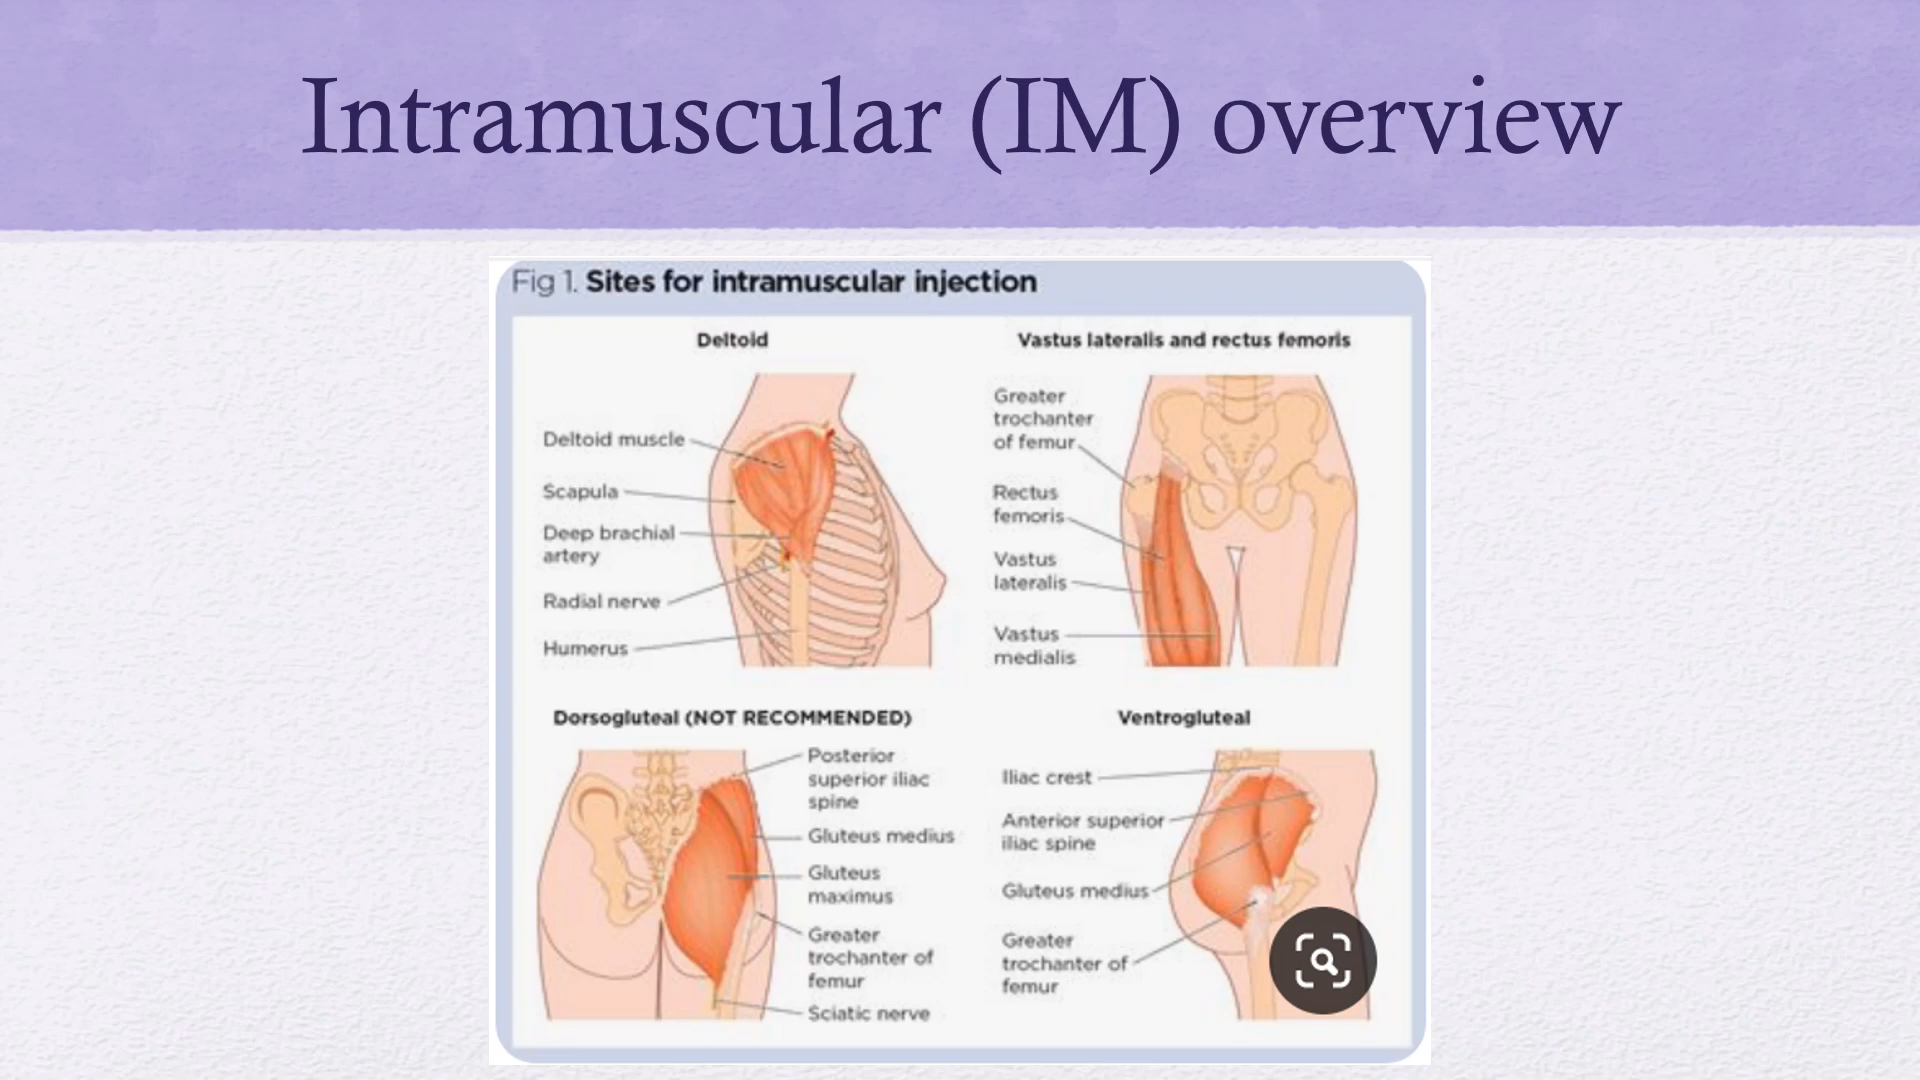 Intramuscular (IM) overview
Fig 1. Sites for intramuscular injection
Deltoid
Deltoid muscle
Scapula
Deep brachial
artery
Radial nerve
Humerus
Vastus lateralis and rectus femoris
Greater
trochanter
of femur
Rectus
femoris
Vastus
lateralis
Vastus
medialis
Dorsogluteal (NOT RECOMMENDED)
Posterior
superior iliac
spine
Gluteus medius
Gluteus
maximus
Greater
trochanter of
femur
Sciatic nerve
Ventrogluteal
Iliac crest
Anterior superior
iliac spine
Gluteus medius
Greater
trochanter of
femur